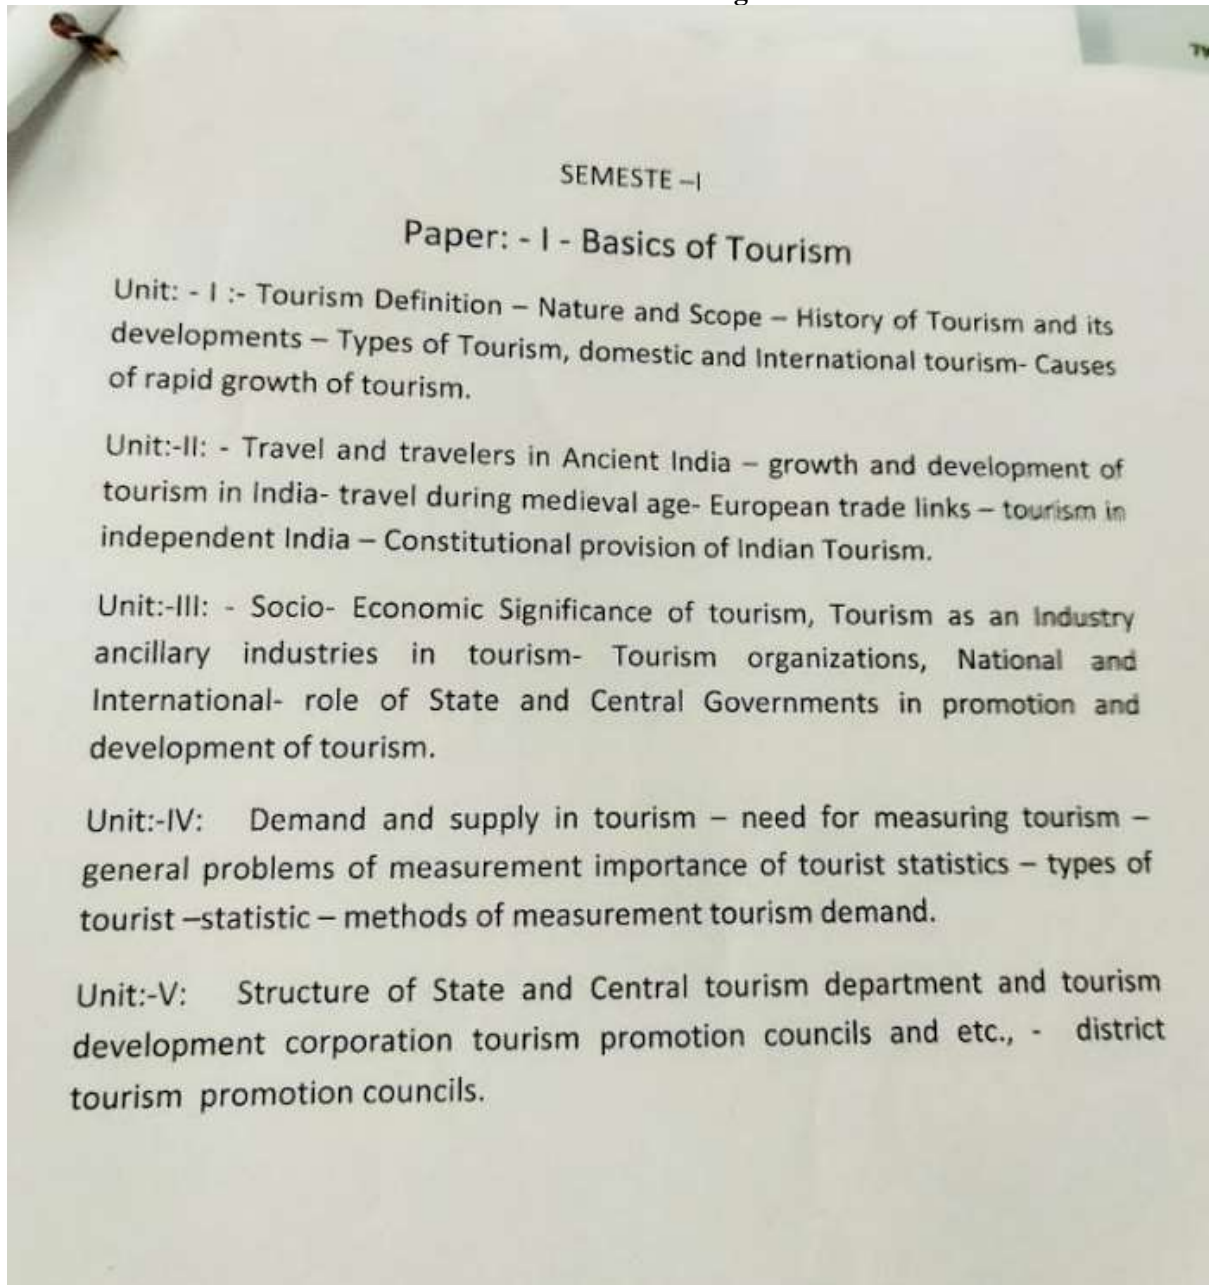 SEMESTE –I
Paper: - I - Basics of Tourism
Unit: - I :- Tourism Definition – Nature and Scope – History of Tourism and its
developments – Types of Tourism, domestic and International tourism- Causes
of rapid growth of tourism.
Unit:-II: - Travel and travelers in Ancient India – growth and development of
tourism in India- travel during medieval age- European trade links – tourism in
independent India – Constitutional provision of Indian Tourism.
Unit:-III: - Socio- Economic Significance of tourism, Tourism as an Industry
ancillary industries in tourism- Tourism organizations, National and
International- role of State and Central Governments in promotion and
development of tourism.
Unit:-IV: Demand and supply in tourism – need for measuring tourism –
general problems of measurement importance of tourist statistics – types of
tourist –statistic – methods of measurement tourism demand.
Unit:-V: Structure of State and Central tourism department and tourism
development corporation tourism promotion councils and etc., - district
tourism promotion councils.